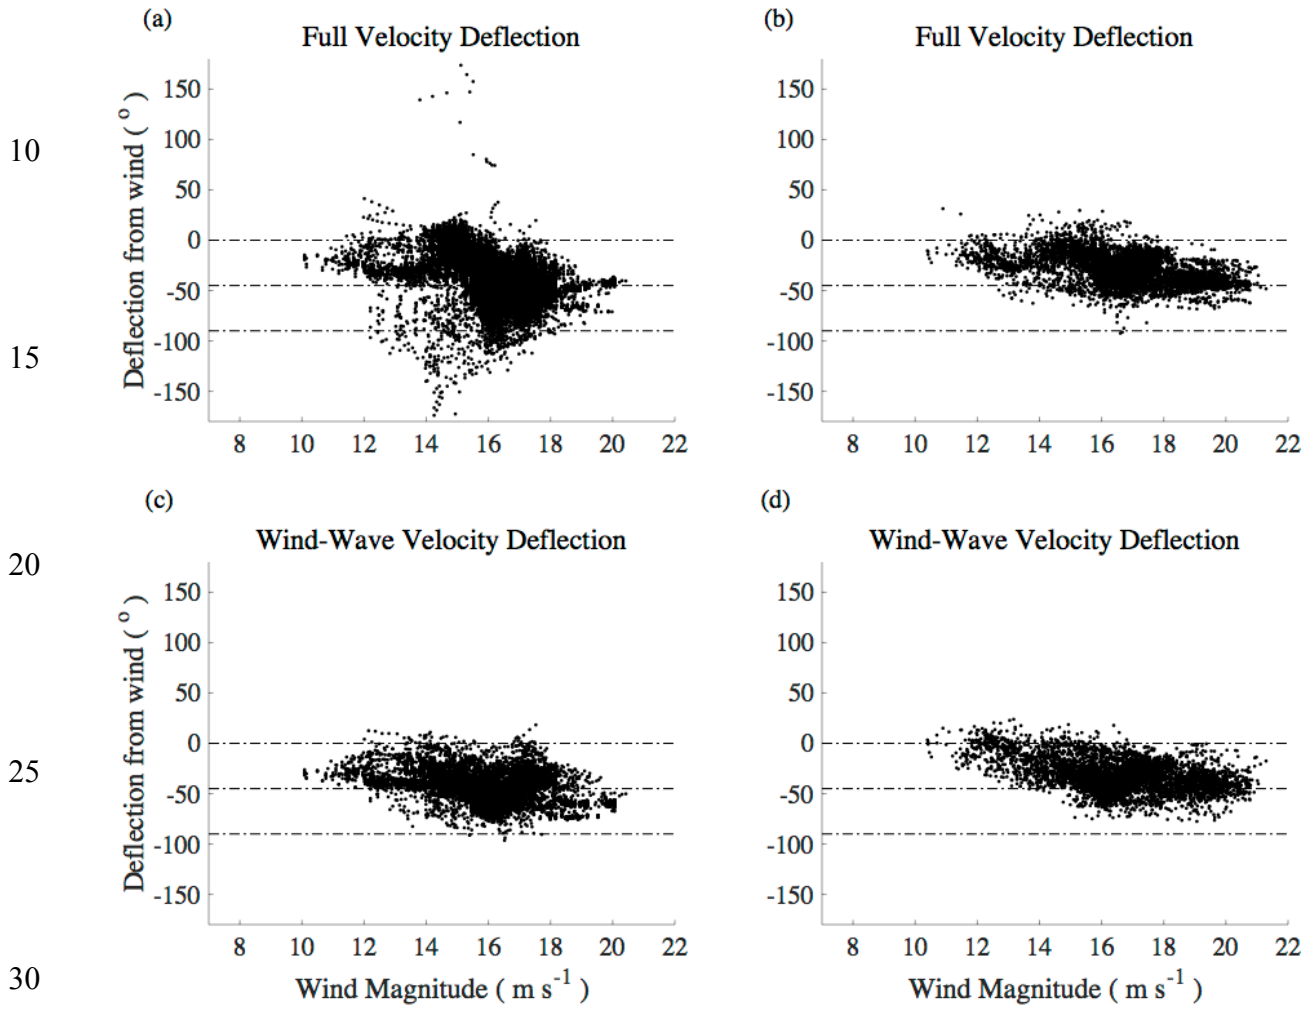 (a)
Full Velocity Deflection
Deflection from wind ( o )
150
100
50
0
-50
-100
-150
8 10 12 14 16 18 20 22
(b)
Full Velocity Deflection
150
100
50
0
-50
-100
-150
8 10 12 14 16 18 20 22
(c)
Wind-Wave Velocity Deflection
Deflection from wind ( o )
150
100
50
0
-50
-100
-150
8 10 12 14 16 18 20 22
Wind Magnitude ( m s-1 )
(d)
Wind-Wave Velocity Deflection
150
100
50
0
-50
-100
-150
8 10 12 14 16 18 20 22
Wind Magnitude ( m s-1 )
10
15
20
25
30